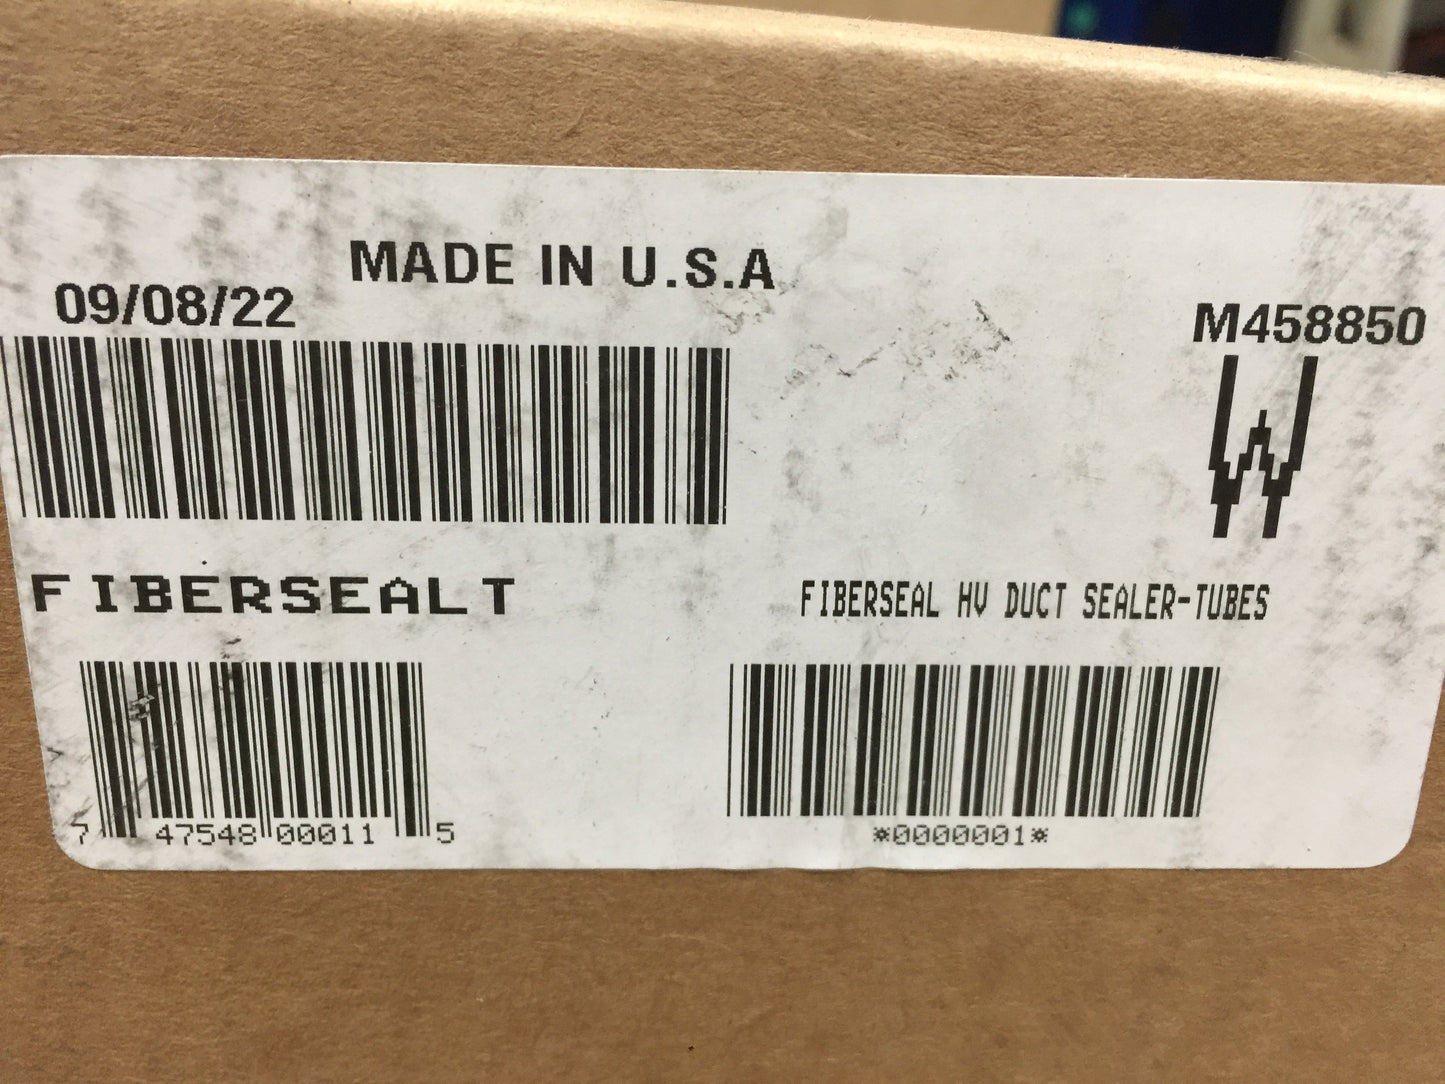 MADE IN U.S.A
09/08/22
M458850
W
FIBERSEALT
FIBERSEAL HV DUCT SEALER-TUBES
7 47548 00011 5
*0000001*